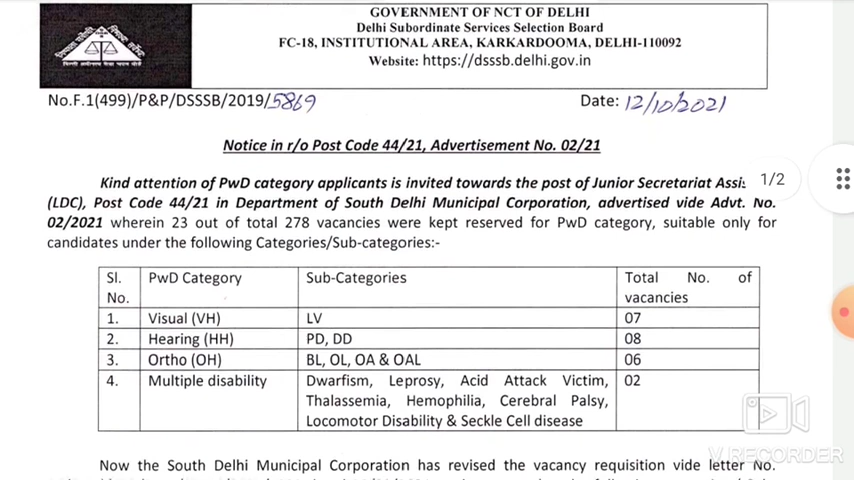 GOVERNMENT OF NCT OF DELHI
Delhi Subordinate Services Selection Board
FC-18, INSTITUTIONAL AREA, KARKARDOOMA, DELHI-110092
Website: https://dsssb.delhi.gov.in
No.F.1(499)/P&P/DSSSB/2019/5869 Date: 12/10/2021
Notice in r/o Post Code 44/21, Advertisement No. 02/21
Kind attention of PwD category applicants is invited towards the post of Junior Secretariat Assis
1/2
(LDC), Post Code 44/21 in Department of South Delhi Municipal Corporation, advertised vide Advt. No.
02/2021 wherein 23 out of total 278 vacancies were kept reserved for PwD category, suitable only for
candidates under the following Categories/Sub-categories:-
Sl. No. PwD Category Sub-Categories Total No. of vacancies
1. Visual (VH) LV 07
2. Hearing (HH) PD, DD 08
3. Ortho (OH) BL, OL, OA & OAL 06
4. Multiple disability Dwarfism, Leprosy, Acid Attack Victim, 02
Thalassemia, Hemophilia, Cerebral Palsy,
Locomotor Disability & Seckle Cell disease
Now the South Delhi Municipal Corporation has revised the vacancy requisition vide letter No.
V RECORDER